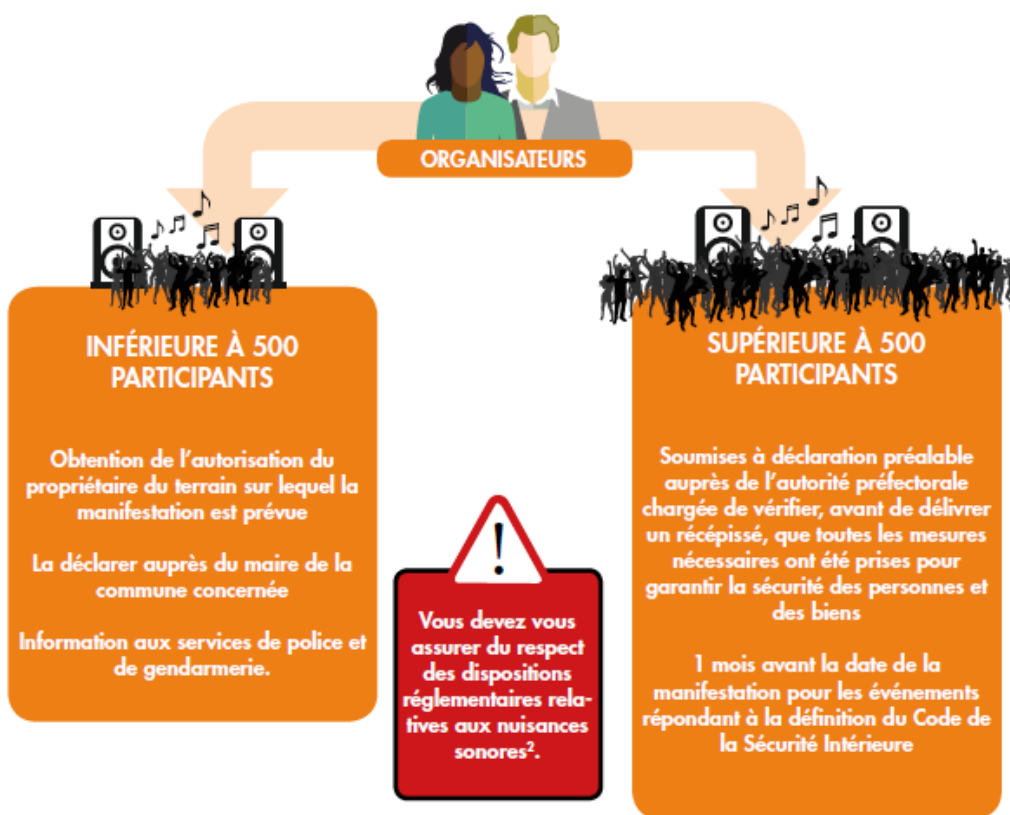 ORGANISATEURS
INFÉRIEURE À 500
PARTICIPANTS
Obtention de l'autorisation du
propriétaire du terrain sur lequel la
manifestation est prévue
La déclarer auprès du maire de la
commune concernée
Information aux services de police et
de gendarmerie.
!
Vous devez vous
assurer du respect
des dispositions
réglementaires rela-
tives aux nuisances
sonores².
SUPÉRIEURE À 500
PARTICIPANTS
Soumises à déclaration préalable
auprès de l'autorité préfectorale
chargée de vérifier, avant de délivrer
un récépissé, que toutes les mesures
nécessaires ont été prises pour
garantir la sécurité des personnes et
des biens
1 mois avant la date de la
manifestation pour les événements
répondant à la définition du Code de
la Sécurité Intérieure